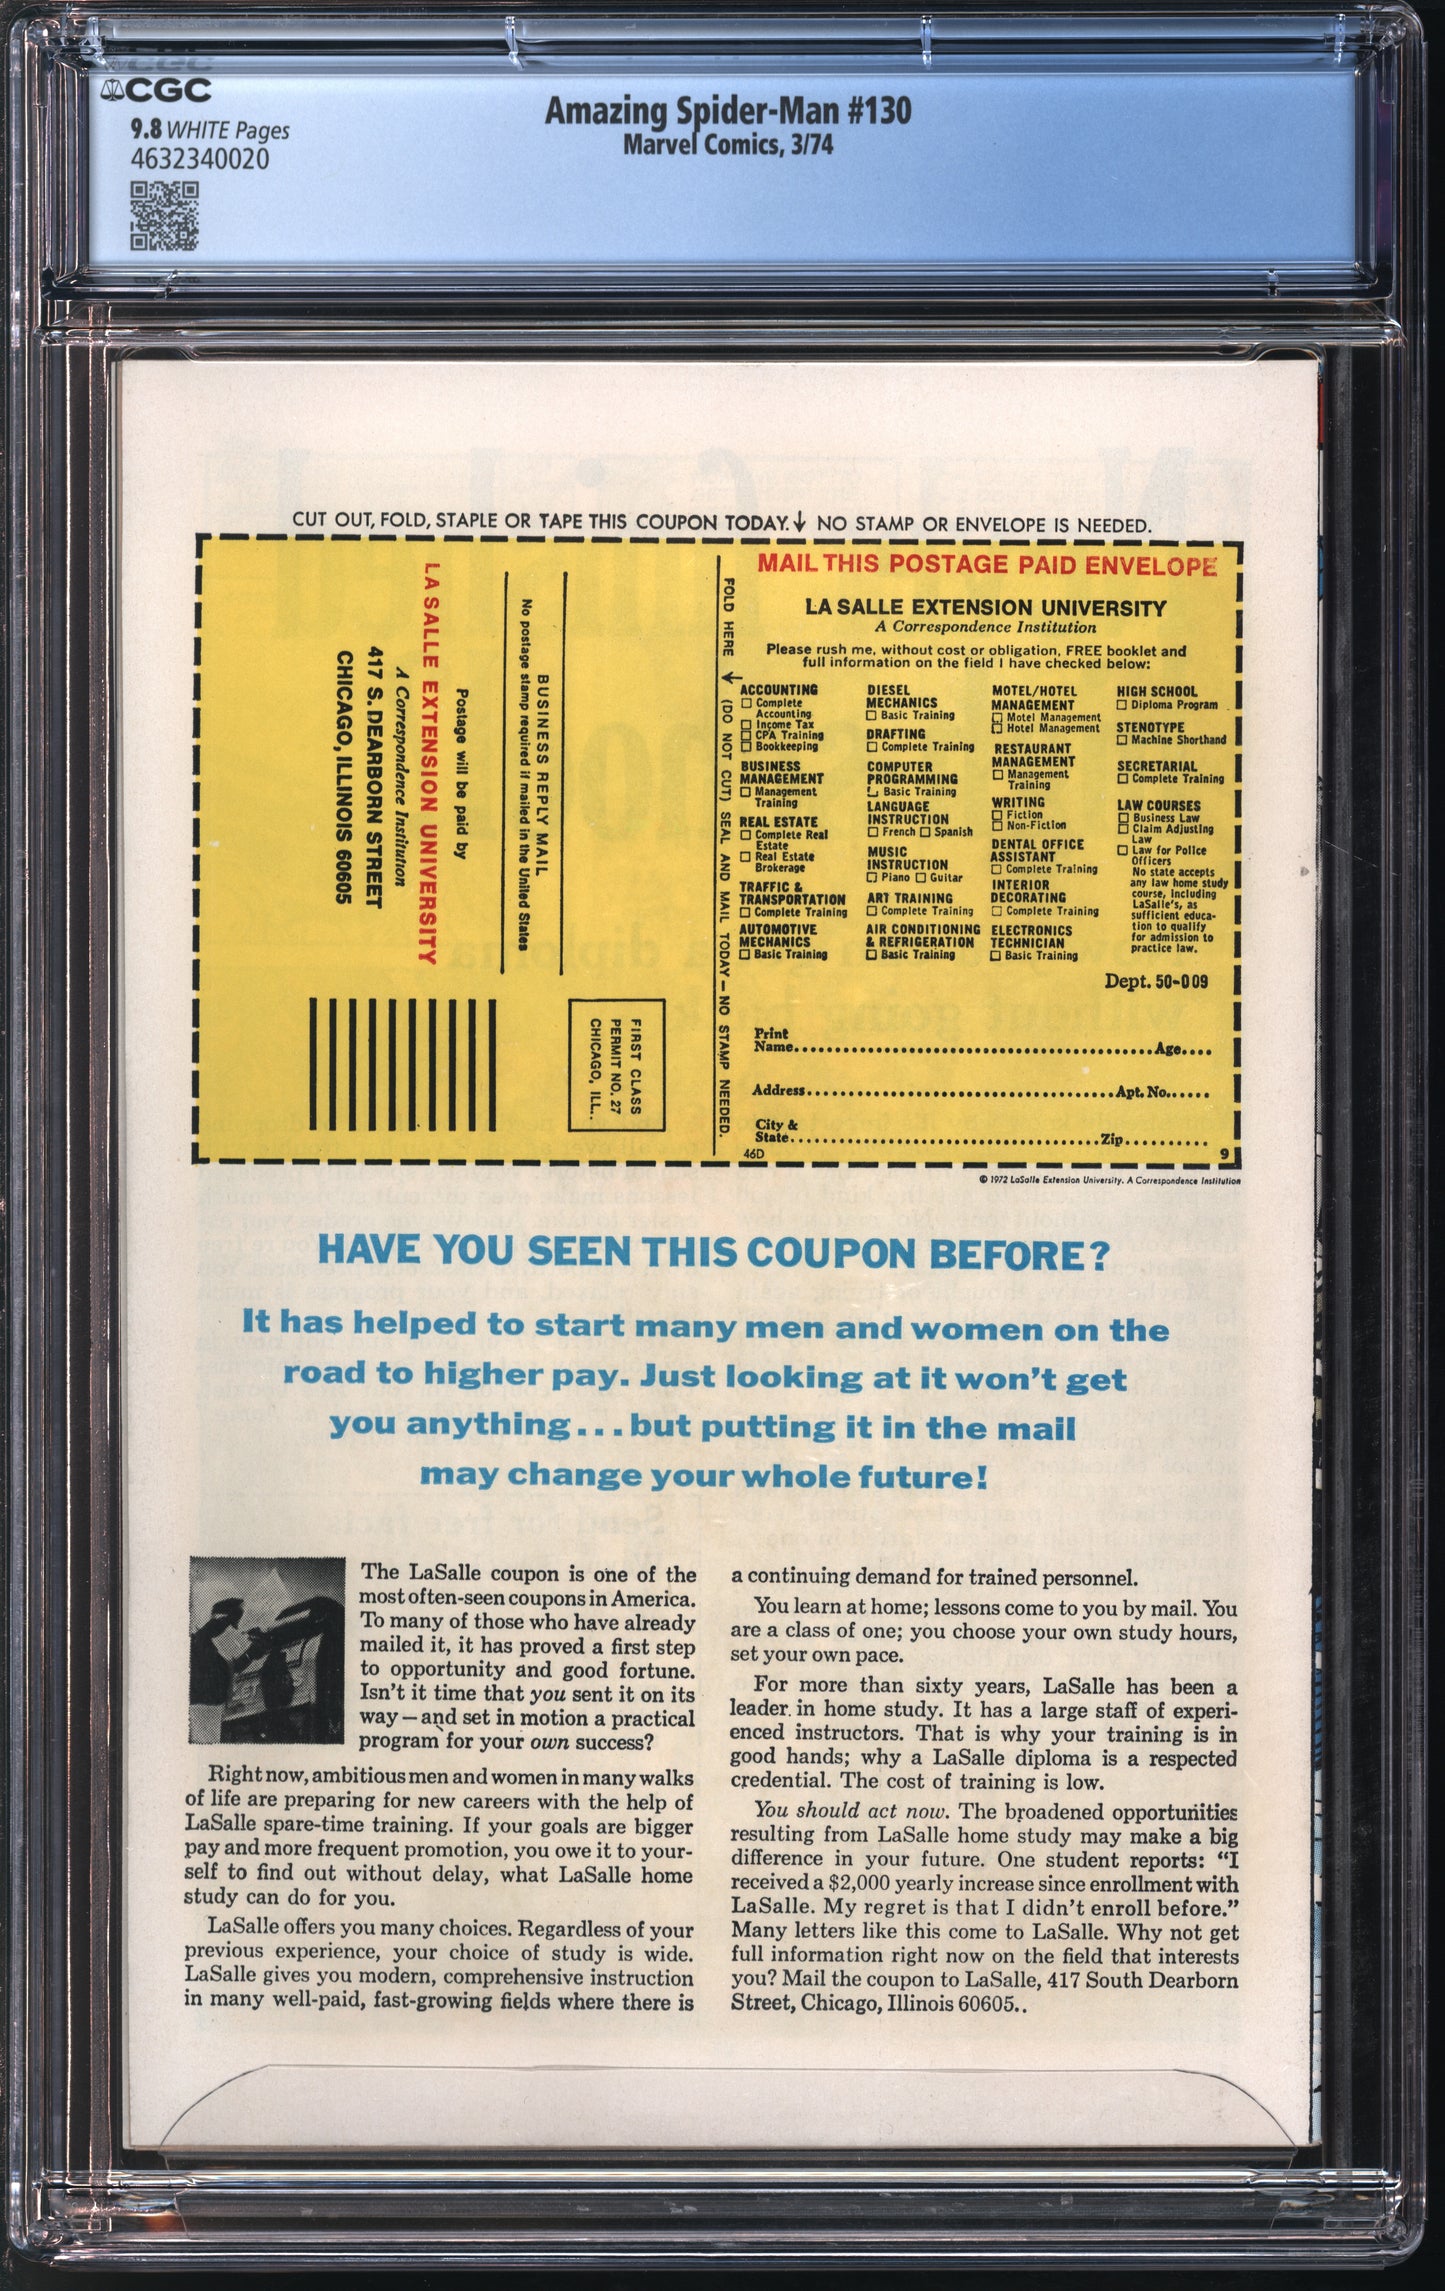 CGC
9.8 WHITE Pages
4632340020
Amazing Spider-Man #130
Marvel Comics, 3/74
CUT OUT, FOLD, STAPLE OR TAPE THIS COUPON TODAY. ↓ NO STAMP OR ENVELOPE IS NEEDED.
BUSINESS REPLY MAIL
No postage stamp required if mailed in the United States
Postage will be paid by
LA SALLE EXTENSION UNIVERSITY
A Correspondence Institution
417 S. DEARBORN STREET
CHICAGO, ILLINOIS 60605
FIRST CLASS
PERMIT NO. 27
CHICAGO, ILL..
FOLD HERE → (DO NOT CUT) SEAL AND MAIL TODAY — NO STAMP NEEDED.
MAIL THIS POSTAGE PAID ENVELOPE
LA SALLE EXTENSION UNIVERSITY
A Correspondence Institution
Please rush me, without cost or obligation, FREE booklet and
full information on the field I have checked below:
ACCOUNTING
☐ Complete
Accounting
☐ Income Tax
☐ CPA Training
☐ Bookkeeping
BUSINESS
MANAGEMENT
☐ Management
Training
REAL ESTATE
☐ Complete Real
Estate
☐ Real Estate
Brokerage
TRAFFIC &
TRANSPORTATION
☐ Complete Training
AUTOMOTIVE
MECHANICS
☐ Basic Training
DIESEL
MECHANICS
☐ Basic Training
DRAFTING
☐ Complete Training
COMPUTER
PROGRAMMING
☐ Basic Training
LANGUAGE
INSTRUCTION
☐ French ☐ Spanish
MUSIC
INSTRUCTION
☐ Piano ☐ Guitar
ART TRAINING
☐ Complete Training
AIR CONDITIONING
& REFRIGERATION
☐ Basic Training
MOTEL/HOTEL
MANAGEMENT
☐ Motel Management
☐ Hotel Management
RESTAURANT
MANAGEMENT
☐ Management
Training
WRITING
☐ Fiction
☐ Non-Fiction
DENTAL OFFICE
ASSISTANT
☐ Complete Training
INTERIOR
DECORATING
☐ Complete Training
ELECTRONICS
TECHNICIAN
☐ Basic Training
HIGH SCHOOL
☐ Diploma Program
STENOTYPE
☐ Machine Shorthand
SECRETARIAL
☐ Complete Training
LAW COURSES
☐ Business Law
☐ Claim Adjusting
Law
☐ Law for Police
Officers
No state accepts
any law home study
course, including
LaSalle's, as
sufficient educa-
tion to qualify
for admission to
practice law.
Dept. 50-009
Print
Name.......... Age....
Address.......... Apt. No......
City &
State.......... Zip..........
46D 9
© 1972 LaSalle Extension University. A Correspondence Institution
HAVE YOU SEEN THIS COUPON BEFORE?
It has helped to start many men and women on the
road to higher pay. Just looking at it won't get
you anything...but putting it in the mail
may change your whole future!
The LaSalle coupon is one of the
most often-seen coupons in America.
To many of those who have already
mailed it, it has proved a first step
to opportunity and good fortune.
Isn't it time that you sent it on its
way—and set in motion a practical
program for your own success?
Right now, ambitious men and women in many walks
of life are preparing for new careers with the help of
LaSalle spare-time training. If your goals are bigger
pay and more frequent promotion, you owe it to your-
self to find out without delay, what LaSalle home
study can do for you.
LaSalle offers you many choices. Regardless of your
previous experience, your choice of study is wide.
LaSalle gives you modern, comprehensive instruction
in many well-paid, fast-growing fields where there is
a continuing demand for trained personnel.
You learn at home; lessons come to you by mail. You
are a class of one; you choose your own study hours,
set your own pace.
For more than sixty years, LaSalle has been a
leader in home study. It has a large staff of experi-
enced instructors. That is why your training is in
good hands; why a LaSalle diploma is a respected
credential. The cost of training is low.
You should act now. The broadened opportunities
resulting from LaSalle home study may make a big
difference in your future. One student reports: "I
received a $2,000 yearly increase since enrollment with
LaSalle. My regret is that I didn't enroll before."
Many letters like this come to LaSalle. Why not get
full information right now on the field that interests
you? Mail the coupon to LaSalle, 417 South Dearborn
Street, Chicago, Illinois 60605..